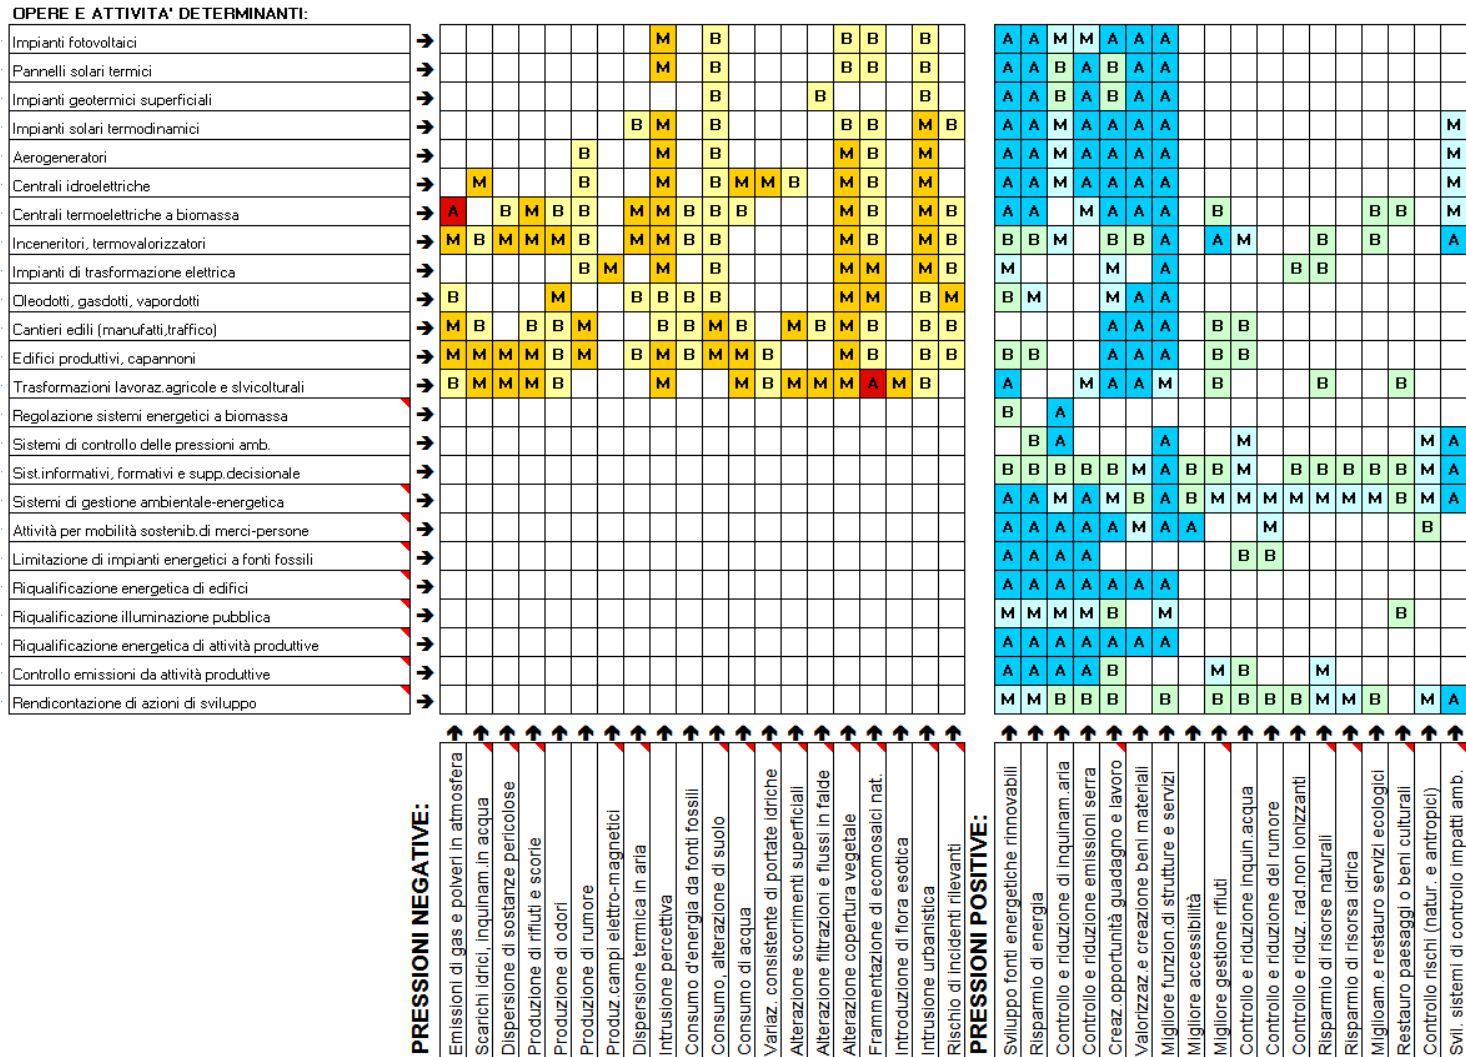 OPERE E ATTIVITA' DETERMINANTI:
Impianti fotovoltaici ➔ M B B B B A A M M A A A
Pannelli solari termici ➔ M B B B B A A B A B A A
Impianti geotermici superficiali ➔ B B B A A B A B A A
Impianti solari termodinamici ➔ B M B B B M B A A M A A A A M
Aerogeneratori ➔ B M B M B M A A M A A A A M
Centrali idroelettriche ➔ M B M B M M B M B M A A M A A A A M
Centrali termoelettriche a biomassa ➔ A B M B B M M B B B M B M B A A M A A A B B B M
Inceneritori, termovalorizzatori ➔ M B M M M B M M B B M B M B B B M B B A A M B B A
Impianti di trasformazione elettrica ➔ B M M B M M M B M M A B B
Oleodotti, gasdotti, vapordotti ➔ B M B B B B M M B M B M M A A
Cantieri edili (manufatti,traffico) ➔ M B B B M B B M B M B M B B B A A A B B
Edifici produttivi, capannoni ➔ M M M M B M B M B M M B M B B B B B A A A B B
Trasformazioni lavoraz.agricole e slvicolturali ➔ B M M M B M M B M M M A M B A M A A M B B B
Regolazione sistemi energetici a biomassa ➔ B A
Sistemi di controllo delle pressioni amb. ➔ B A A M M A
Sist.informativi, formativi e supp.decisionale ➔ B B B B B M A B B M B B B B B M A
Sistemi di gestione ambientale-energetica ➔ A A M A M B A B M M M M M M M B M A
Attività per mobilità sostenib.di merci-persone ➔ A A A A A M A A M B
Limitazione di impianti energetici a fonti fossili ➔ A A A A B B
Riqualificazione energetica di edifici ➔ A A A A A A A
Riqualificazione illuminazione pubblica ➔ M M M M B M B
Riqualificazione energetica di attività produttive ➔ A A A A A A A
Controllo emissioni da attività produttive ➔ A A A A B M B M
Rendicontazione di azioni di sviluppo ➔ M M B B B B B B B B M M B M A
PRESSIONI NEGATIVE:
Emissioni di gas e polveri in atmosfera
Scarichi idrici, inquinam.in acqua
Dispersione di sostanze pericolose
Produzione di rifiuti e scorie
Produzione di odori
Produzione di rumore
Produz.campi elettro-magnetici
Dispersione termica in aria
Intrusione percettiva
Consumo d'energia da fonti fossili
Consumo, alterazione di suolo
Consumo di acqua
Variaz. consistente di portate idriche
Alterazione scorrimenti superficiali
Alterazione filtrazioni e flussi in falde
Alterazione copertura vegetale
Frammentazione di ecomosaici nat.
Introduzione di flora esotica
Intrusione urbanistica
Rischio di incidenti rilevanti
PRESSIONI POSITIVE:
Sviluppo fonti energetiche rinnovabili
Risparmio di energia
Controllo e riduzione di inquinam.aria
Controllo e riduzione emissioni serra
Creaz.opportunità guadagno e lavoro
Valorizzaz.e creazione beni materiali
Migliore funzion.di strutture e servizi
Migliore accessibilità
Migliore gestione rifiuti
Controllo e riduzione inquin.acqua
Controllo e riduzione del rumore
Controllo e riduz. rad.non ionizzanti
Risparmio di risorse naturali
Risparmio di risorsa idrica
Miglioam.e restauro servizi ecologici
Restauro paesaggi o beni culturali
Controllo rischi (natur. e antropici)
Svil. sistemi di controllo impatti amb.